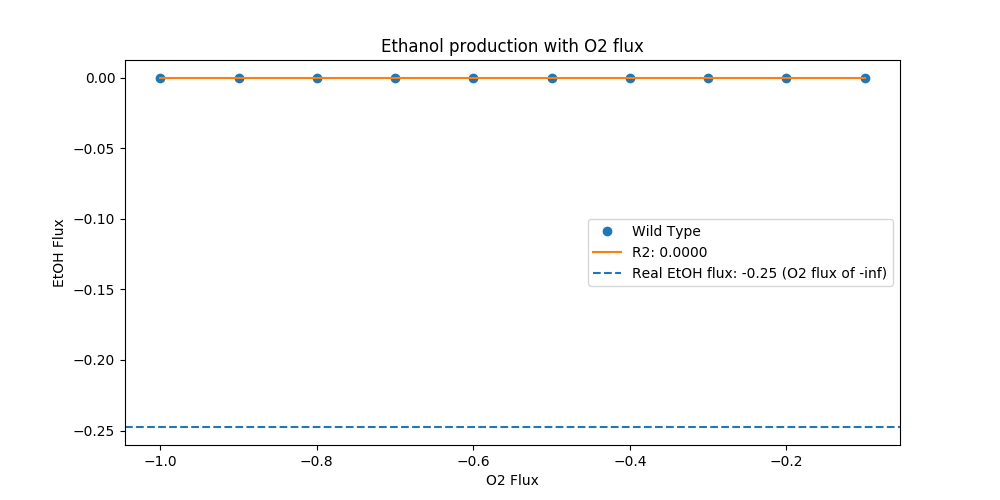 Ethanol production with O2 flux
EtOH Flux
0.00
−0.05
−0.10
−0.15
−0.20
−0.25
Wild Type
R2: 0.0000
Real EtOH flux: -0.25 (O2 flux of -inf)
−1.0
−0.8
−0.6
−0.4
−0.2
O2 Flux